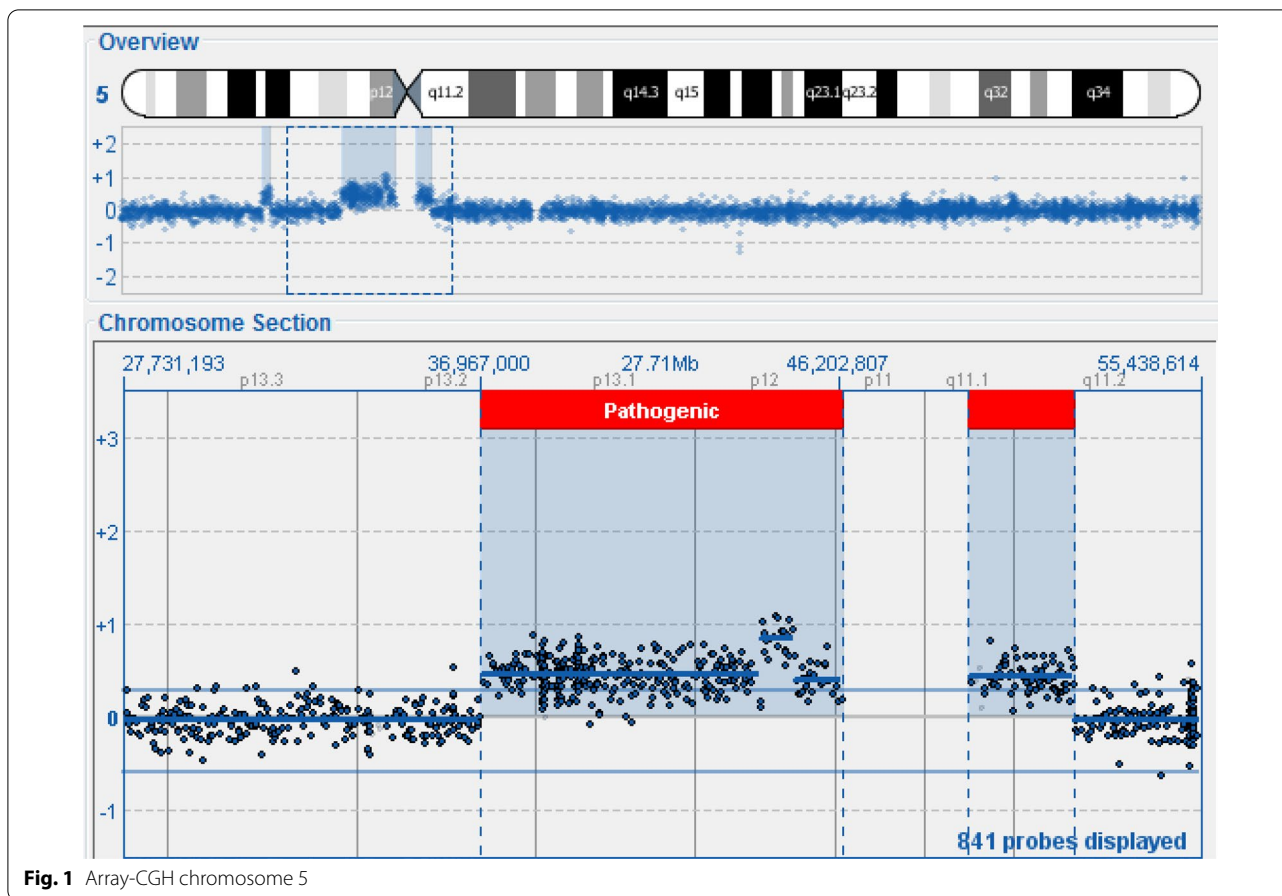 Overview
5 p12 q11.2 q14.3 q15 q23.1 q23.2 q32 q34
+2
+1
0
-1
-2
Chromosome Section
27,731,193 36,967,000 27.71Mb 46,202,807 55,438,614
p13.3 p13.2 p13.1 p12 p11 q11.1 q11.2
Pathogenic
+3
+2
+1
0
-1
841 probes displayed
Fig. 1 Array-CGH chromosome 5